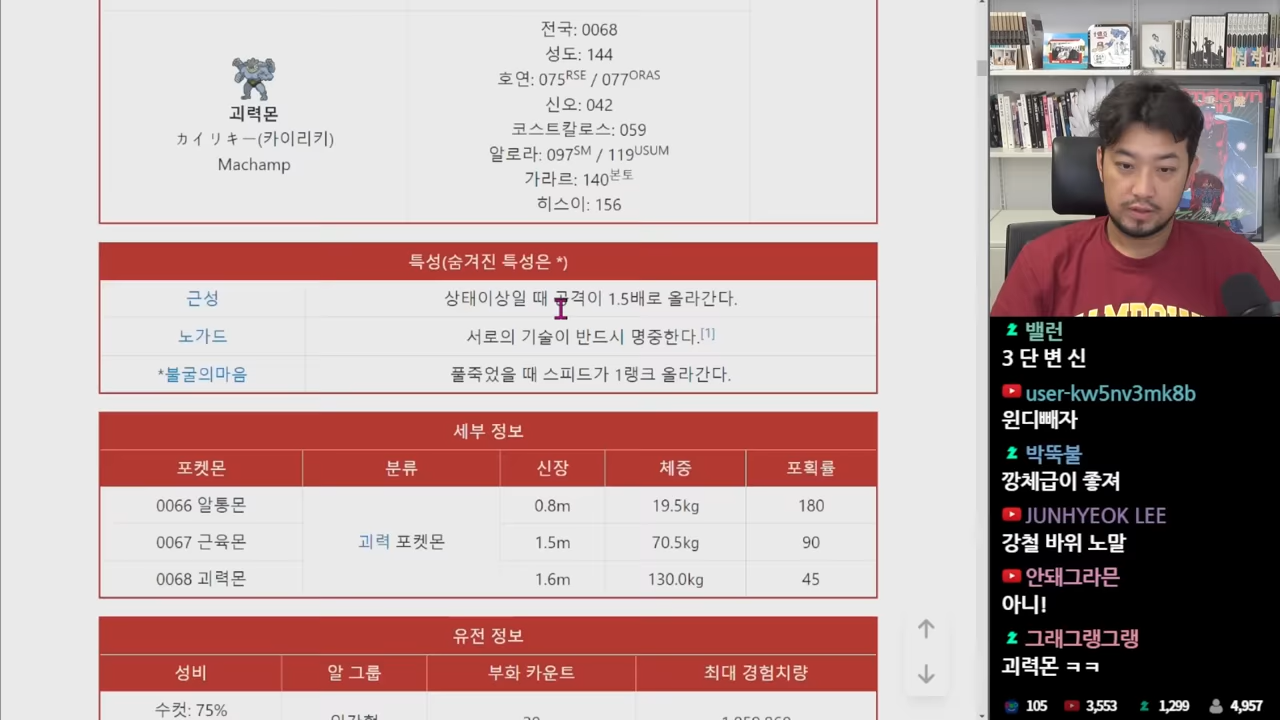 전국: 0068
성도: 144
호연: 075RSE / 077ORAS
신오: 042
코스트칼로스: 059
알로라: 097SM / 119USUM
가라르: 140본토
히스이: 156
괴력몬
カイリキー(카이리키)
Machamp
특성(숨겨진 특성은 *)
근성 상태이상일 때 공격이 1.5배로 올라간다.
노가드 서로의 기술이 반드시 명중한다.[1]
*불굴의마음 풀죽었을 때 스피드가 1랭크 올라간다.
세부 정보
포켓몬 분류 신장 체중 포획률
0066 알통몬 0.8m 19.5kg 180
0067 근육몬 괴력 포켓몬 1.5m 70.5kg 90
0068 괴력몬 1.6m 130.0kg 45
유전 정보
성비 알 그룹 부화 카운트 최대 경험치량
수컷: 75%
밸런
3 단 변 신
user-kw5nv3mk8b
윈디빼자
박뚝불
깡체급이 좋져
JUNHYEOK LEE
강철 바위 노말
안돼그라믄
아니!
그래그랭그랭
괴력몬 ㅋㅋ
105 3,553 1,299 4,957